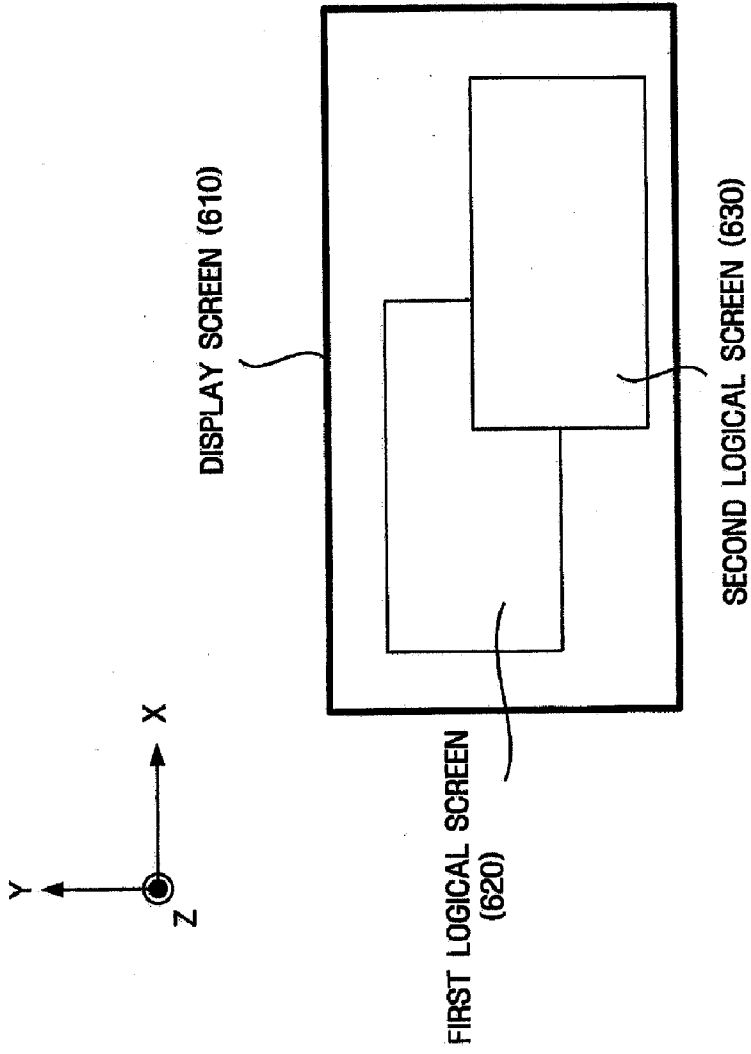 Y
X
Z
DISPLAY SCREEN (610)
FIRST LOGICAL SCREEN
(620)
SECOND LOGICAL SCREEN (630)